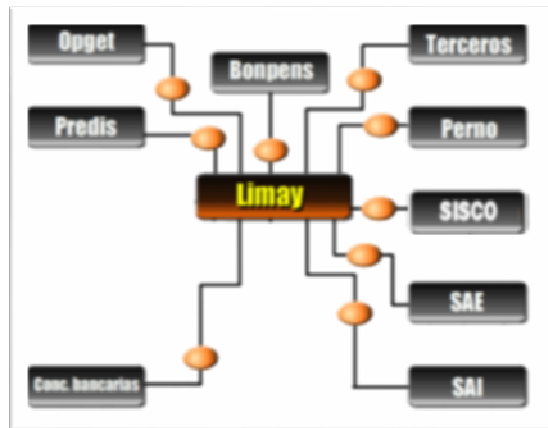 Opget
Terceros
Bonpens
Predis
Perno
Limay
SISCO
SAE
Conc. bancarias
SAI